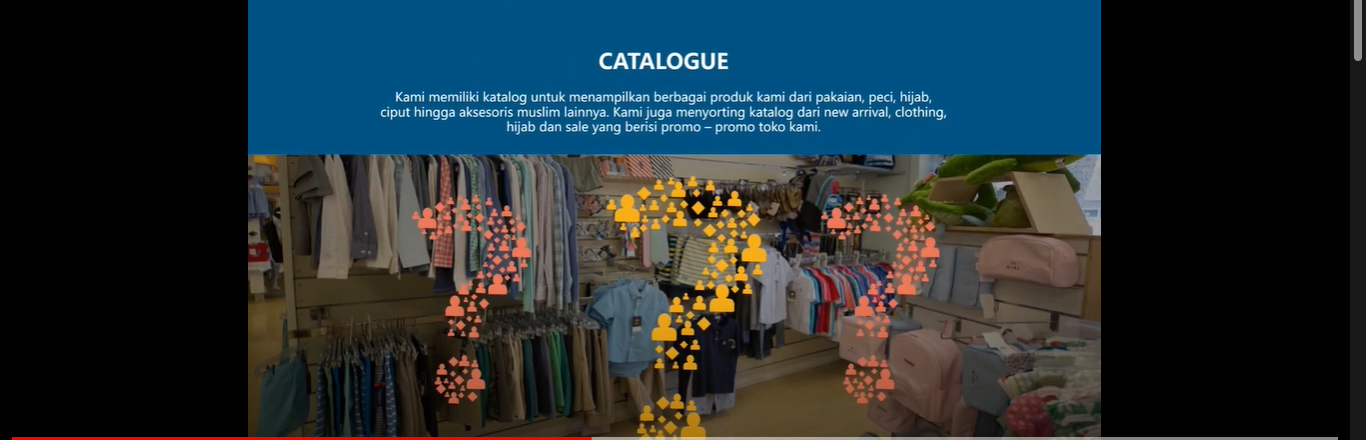 CATALOGUE
Kami memiliki katalog untuk menampilkan berbagai produk kami dari pakaian, peci, hijab,
ciput hingga aksesoris muslim lainnya. Kami juga menyorting katalog dari new arrival, clothing,
hijab dan sale yang berisi promo – promo toko kami.